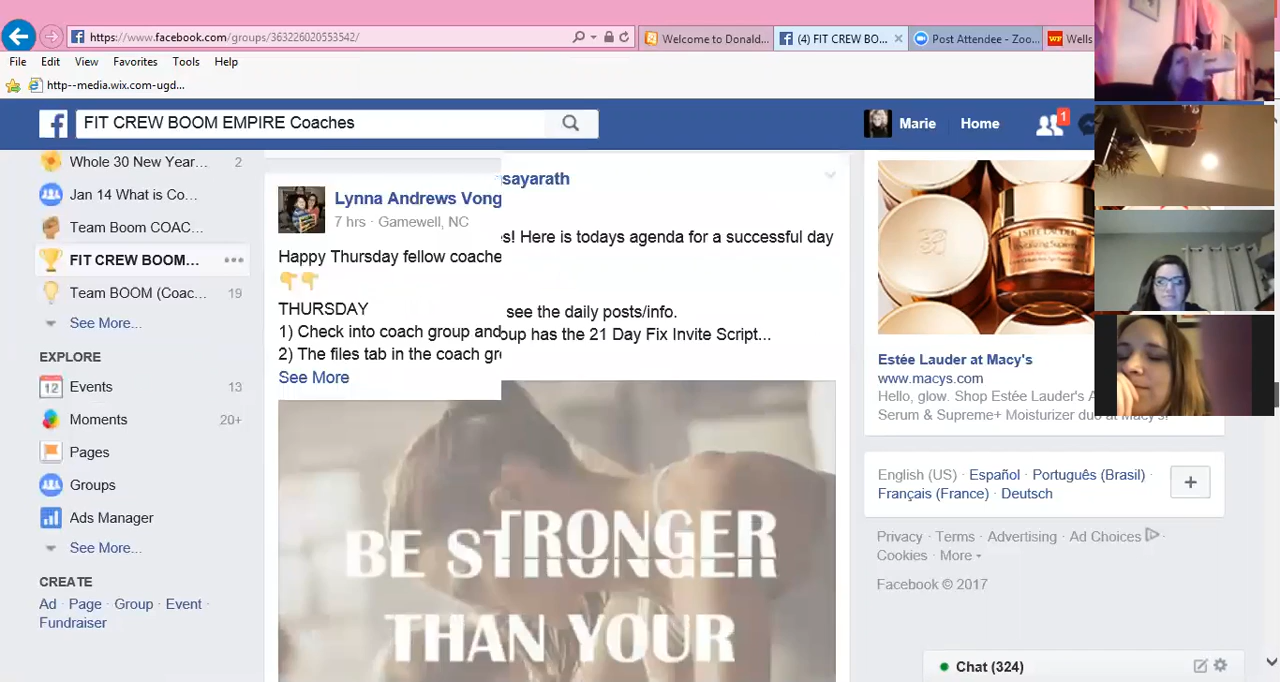 https://www.facebook.com/groups/363226020553542/
Welcome to Donald...
(4) FIT CREW BO...
Post Attendee - Zoo...
Wells
File Edit View Favorites Tools Help
http--media.wix.com-ugd...
FIT CREW BOOM EMPIRE Coaches
Marie
Home
1
Whole 30 New Year... 2
Jan 14 What is Co...
Team Boom COAC...
FIT CREW BOOM...
Team BOOM (Coac... 19
See More...
EXPLORE
12 Events 13
Moments 20+
Pages
Groups
Ads Manager
See More...
CREATE
Ad · Page · Group · Event ·
Fundraiser
Lynna Andrews Vong
sayarath
7 hrs · Gamewell, NC
s! Here is todays agenda for a successful day
Happy Thursday fellow coache
THURSDAY
see the daily posts/info.
1) Check into coach group and
oup has the 21 Day Fix Invite Script...
2) The files tab in the coach gr
See More
BE STRONGER
THAN YOUR
Estée Lauder at Macy's
www.macys.com
Hello, glow. Shop Estée Lauder's
Serum & Supreme+ Moisturizer duo at Macy's!
English (US) · Español · Português (Brasil) ·
Français (France) · Deutsch
+
Privacy · Terms · Advertising · Ad Choices ·
Cookies · More
Facebook © 2017
Chat (324)